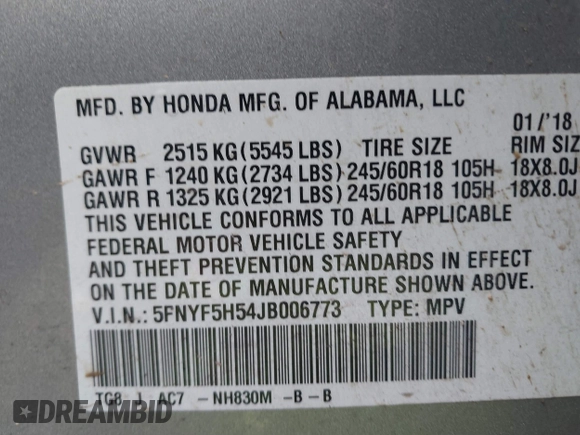 MFD. BY HONDA MFG. OF ALABAMA, LLC
01/'18
GVWR 2515 KG(5545 LBS) TIRE SIZE RIM SIZ
GAWR F 1240 KG(2734 LBS) 245/60R18 105H 18X8.0J
GAWR R 1325 KG(2921 LBS) 245/60R18 105H 18X8.0J
THIS VEHICLE CONFORMS TO ALL APPLICABLE
FEDERAL MOTOR VEHICLE SAFETY
AND THEFT PREVENTION STANDARDS IN EFFECT
ON THE DATE OF MANUFACTURE SHOWN ABOVE.
V.I.N.: 5FNYF5H54JB006773 TYPE: MPV
TG8 - J AC7 -NH830M -B-B
DREAMBID